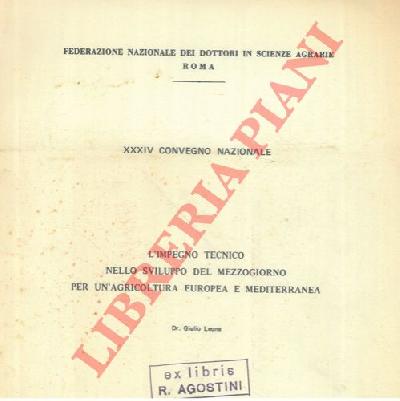 FEDERAZIONE NAZIONALE DEI DOTTORI IN SCIENZE AGRARIE
ROMA
XXXIV CONVEGNO NAZIONALE
L'IMPEGNO TECNICO
NELLO SVILUPPO DEL MEZZOGIORNO
PER UN'AGRICOLTURA EUROPEA E MEDITERRANEA
Dr. Giulio Leone
ex libris
R. AGOSTINI
LIBRERIA PIANI